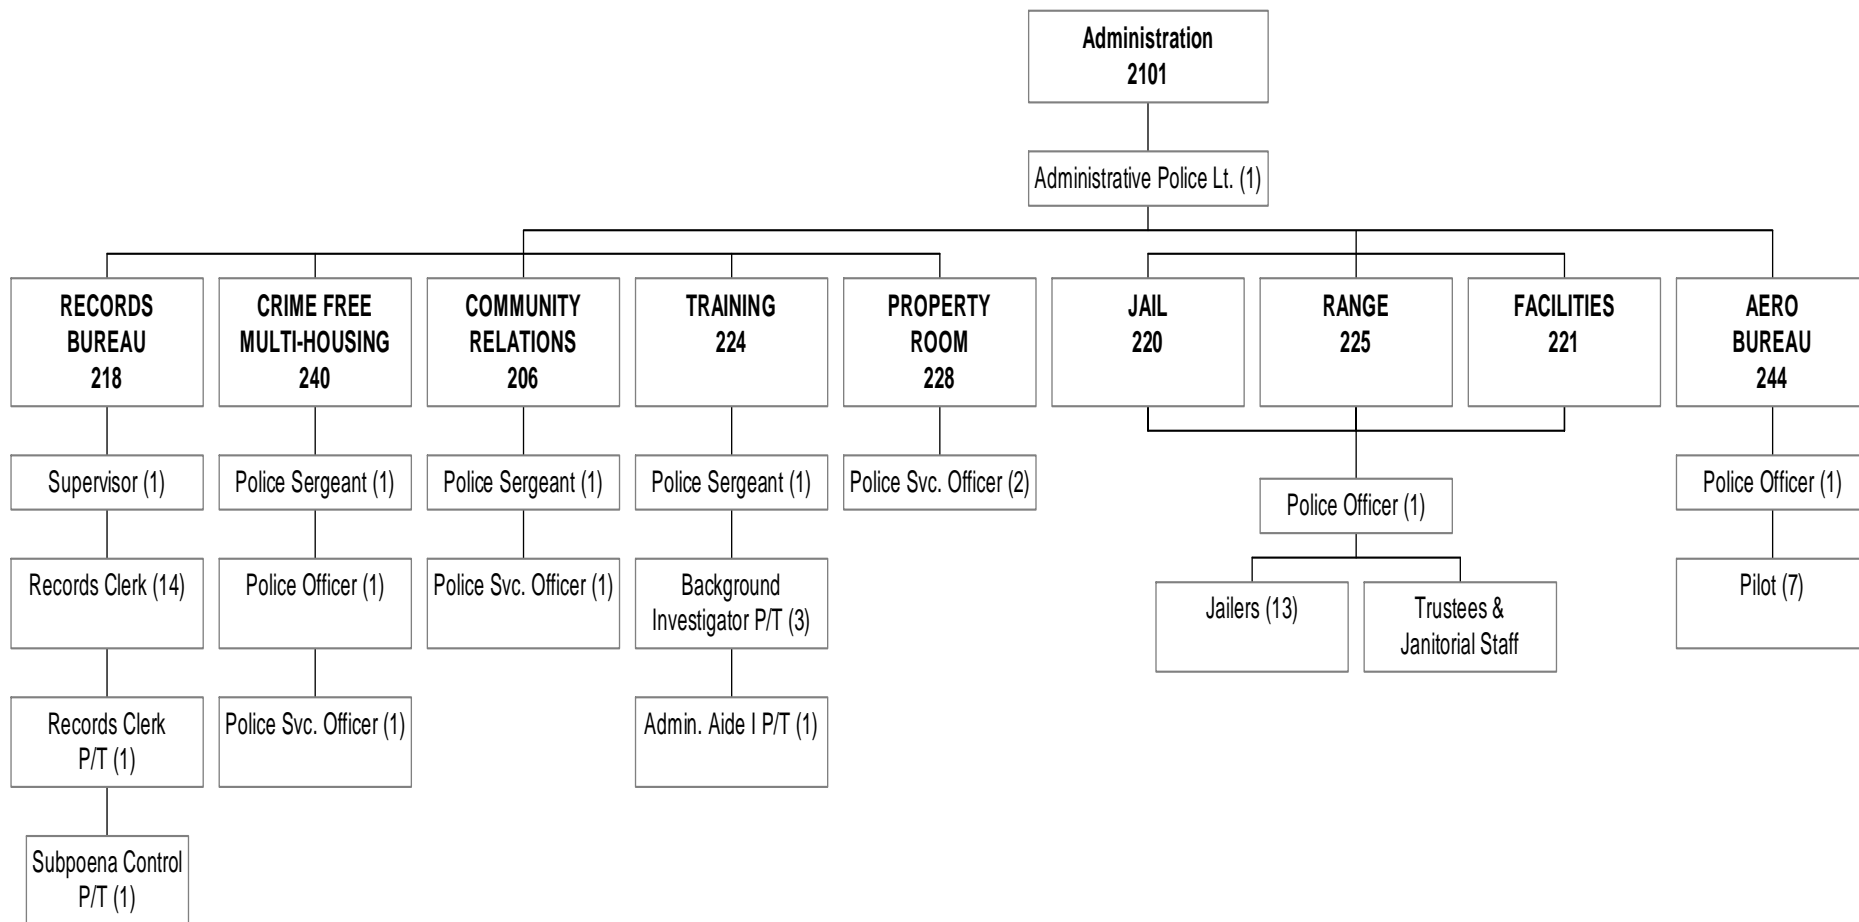 Administration
2101
Administrative Police Lt. (1)
RECORDS
BUREAU
218
CRIME FREE
MULTI-HOUSING
240
COMMUNITY
RELATIONS
206
TRAINING
224
PROPERTY
ROOM
228
JAIL
220
RANGE
225
FACILITIES
221
AERO
BUREAU
244
Supervisor (1)
Police Sergeant (1)
Police Sergeant (1)
Police Sergeant (1)
Police Svc. Officer (2)
Police Officer (1)
Police Officer (1)
Records Clerk (14)
Police Officer (1)
Police Svc. Officer (1)
Background
Investigator P/T (3)
Jailers (13)
Trustees &
Janitorial Staff
Pilot (7)
Records Clerk
P/T (1)
Police Svc. Officer (1)
Admin. Aide I P/T (1)
Subpoena Control
P/T (1)